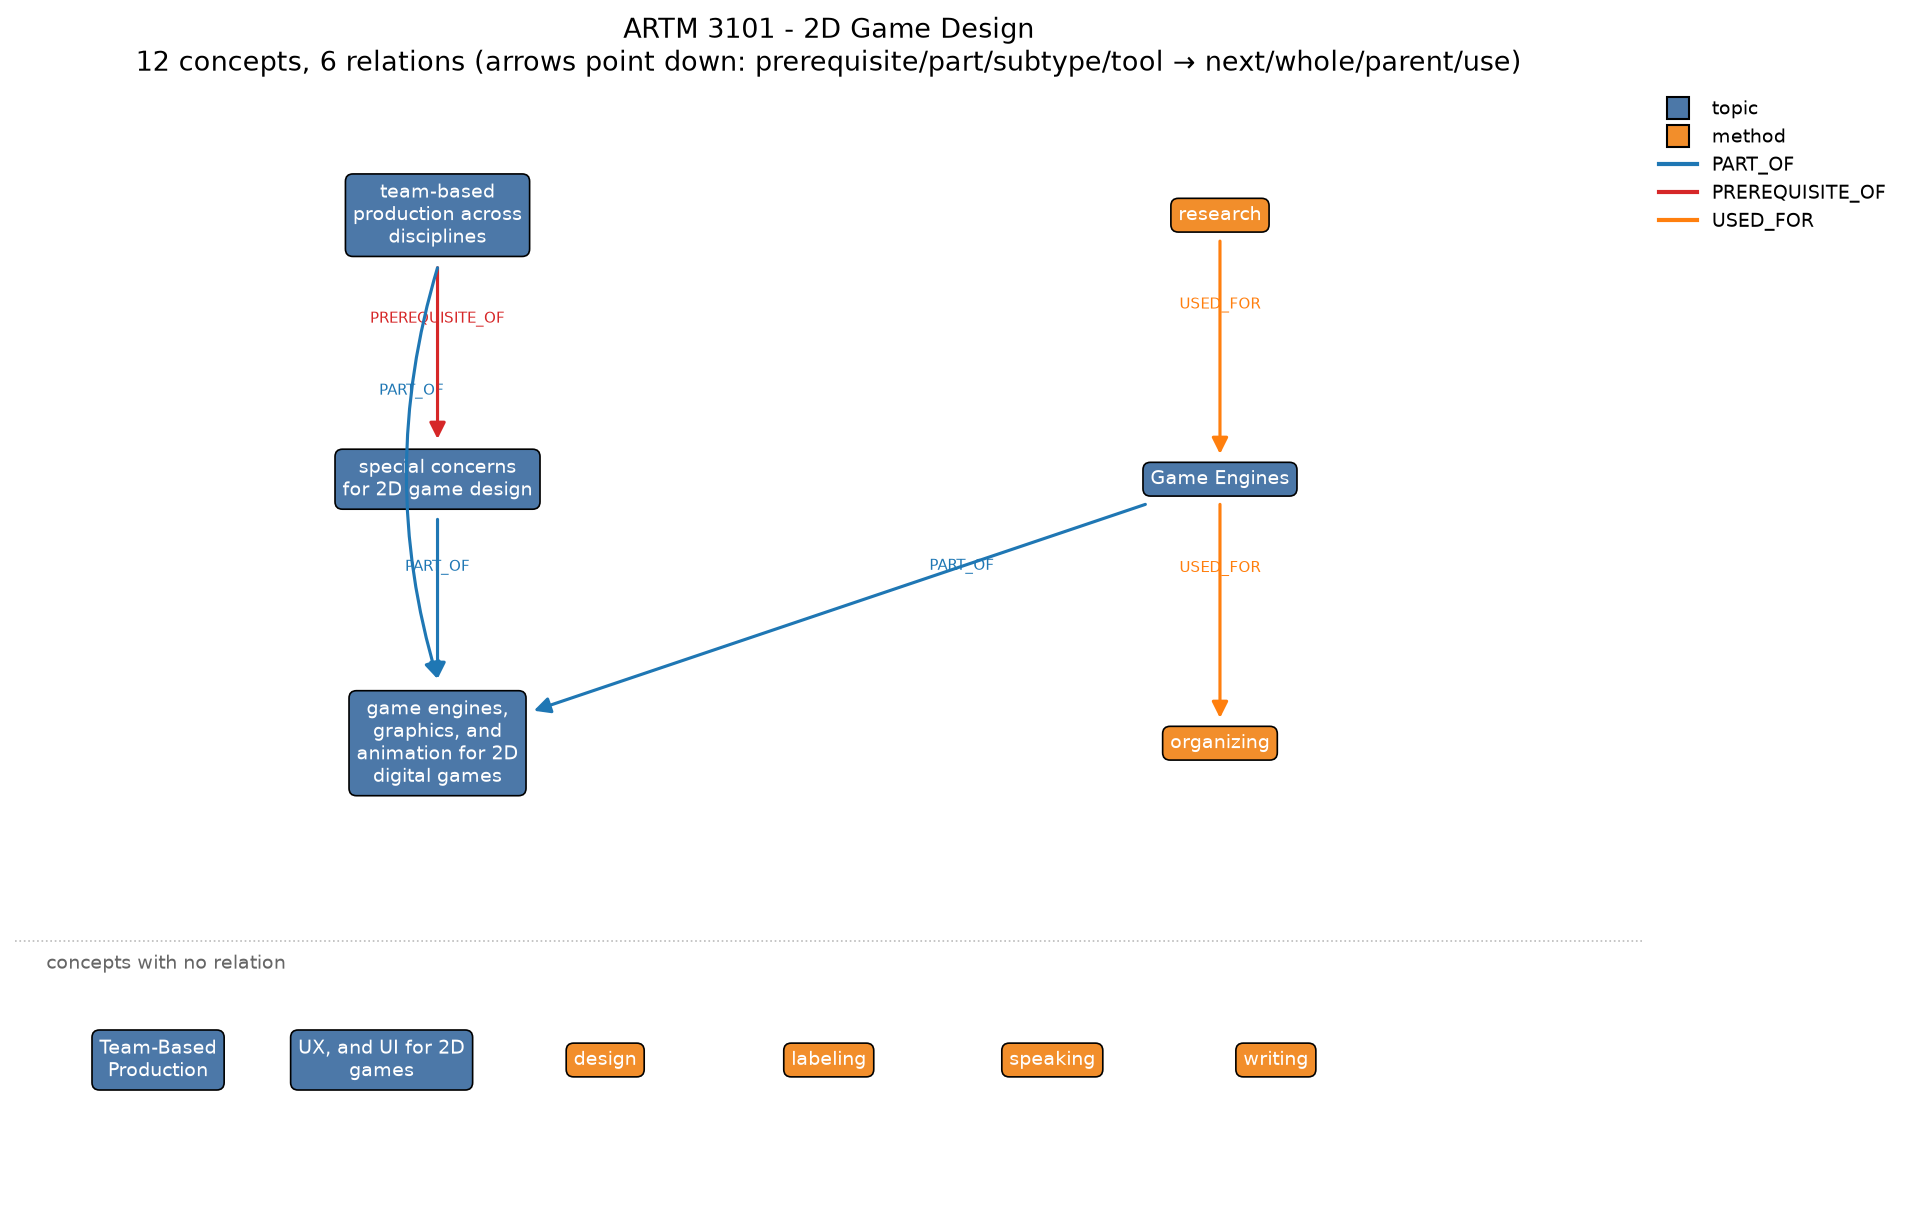 ARTM 3101 - 2D Game Design
12 concepts, 6 relations (arrows point down: prerequisite/part/subtype/tool → next/whole/parent/use)
topic
method
PART_OF
PREREQUISITE_OF
USED_FOR
team-based
production across
disciplines
research
PREREQUISITE_OF
USED_FOR
PART_OF
special concerns
for 2D game design
Game Engines
PART_OF
PART_OF
USED_FOR
game engines,
graphics, and
animation for 2D
digital games
organizing
concepts with no relation
Team-Based
Production
UX, and UI for 2D
games
design
labeling
speaking
writing